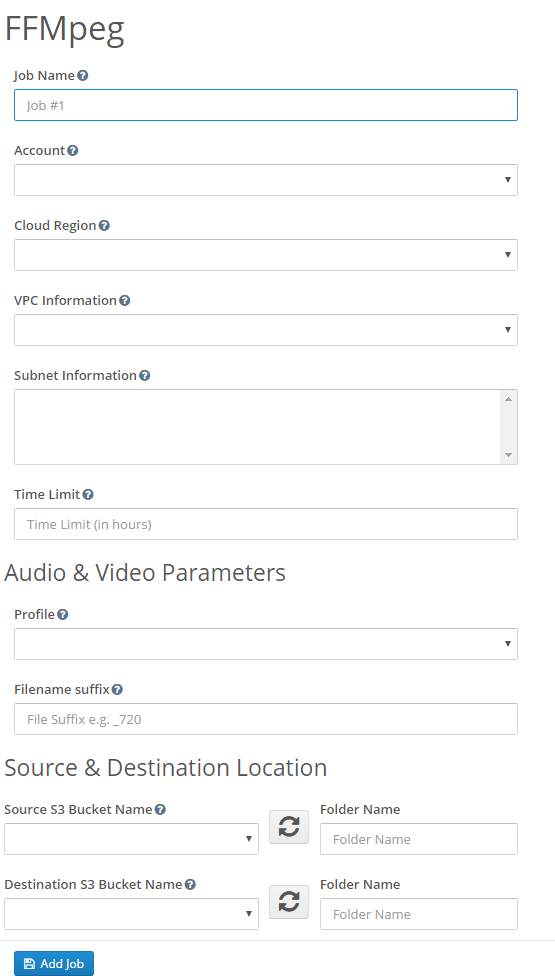 FFMpeg
Job Name
Job #1
Account
Cloud Region
VPC Information
Subnet Information
Time Limit
Time Limit (in hours)
Audio & Video Parameters
Profile
Filename suffix
File Suffix e.g. _720
Source & Destination Location
Source S3 Bucket Name Folder Name
Folder Name
Destination S3 Bucket Name Folder Name
Folder Name
Add Job